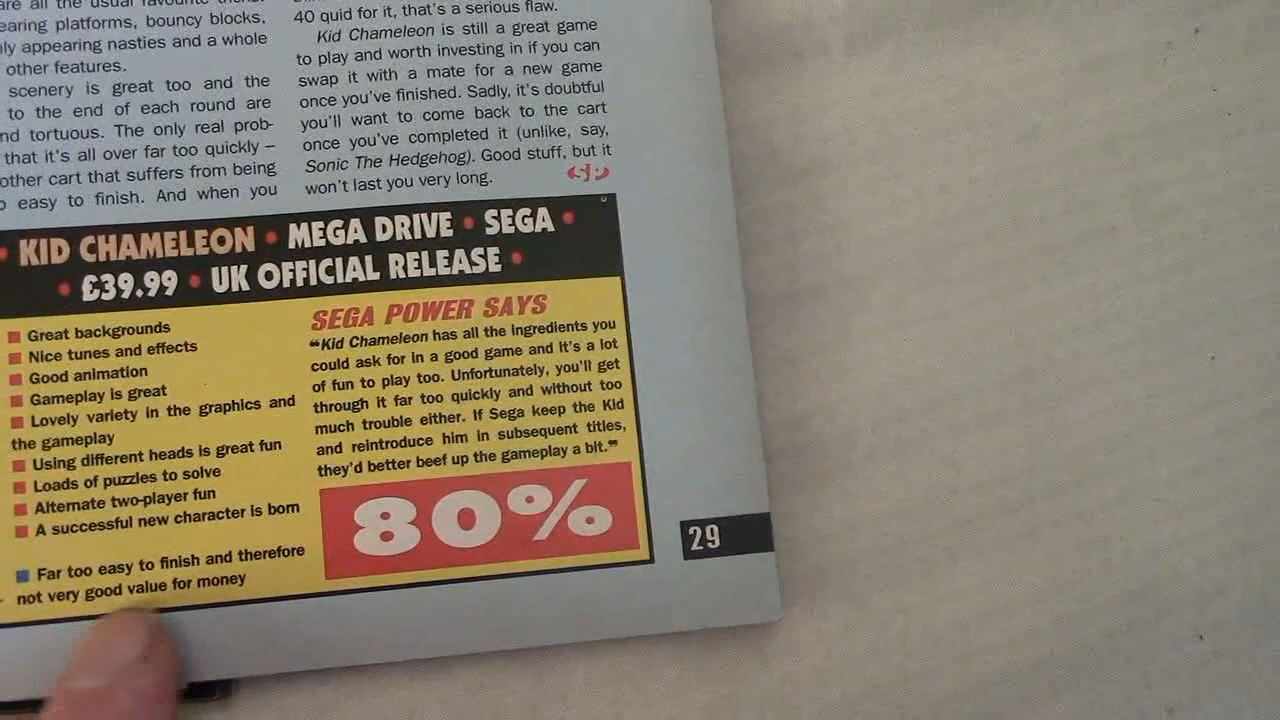 are all the usual favourite
earing platforms, bouncy blocks,
ly appearing nasties and a whole
other features.
scenery is great too and the
to the end of each round are
nd tortuous. The only real prob-
that it's all over far too quickly –
other cart that suffers from being
o easy to finish. And when you
40 quid for it, that's a serious flaw.
Kid Chameleon is still a great game
to play and worth investing in if you can
swap it with a mate for a new game
once you've finished. Sadly, it's doubtful
you'll want to come back to the cart
once you've completed it (unlike, say,
Sonic The Hedgehog). Good stuff, but it
won't last you very long.
• KID CHAMELEON • MEGA DRIVE • SEGA •
• £39.99 • UK OFFICIAL RELEASE •
Great backgrounds
Nice tunes and effects
Good animation
Gameplay is great
Lovely variety in the graphics and
the gameplay
Using different heads is great fun
Loads of puzzles to solve
Alternate two-player fun
A successful new character is born
Far too easy to finish and therefore
not very good value for money
SEGA POWER SAYS
“Kid Chameleon has all the ingredients you
could ask for in a good game and it's a lot
of fun to play too. Unfortunately, you'll get
through it far too quickly and without too
much trouble either. If Sega keep the Kid
and reintroduce him in subsequent titles,
they'd better beef up the gameplay a bit.”
80%
29